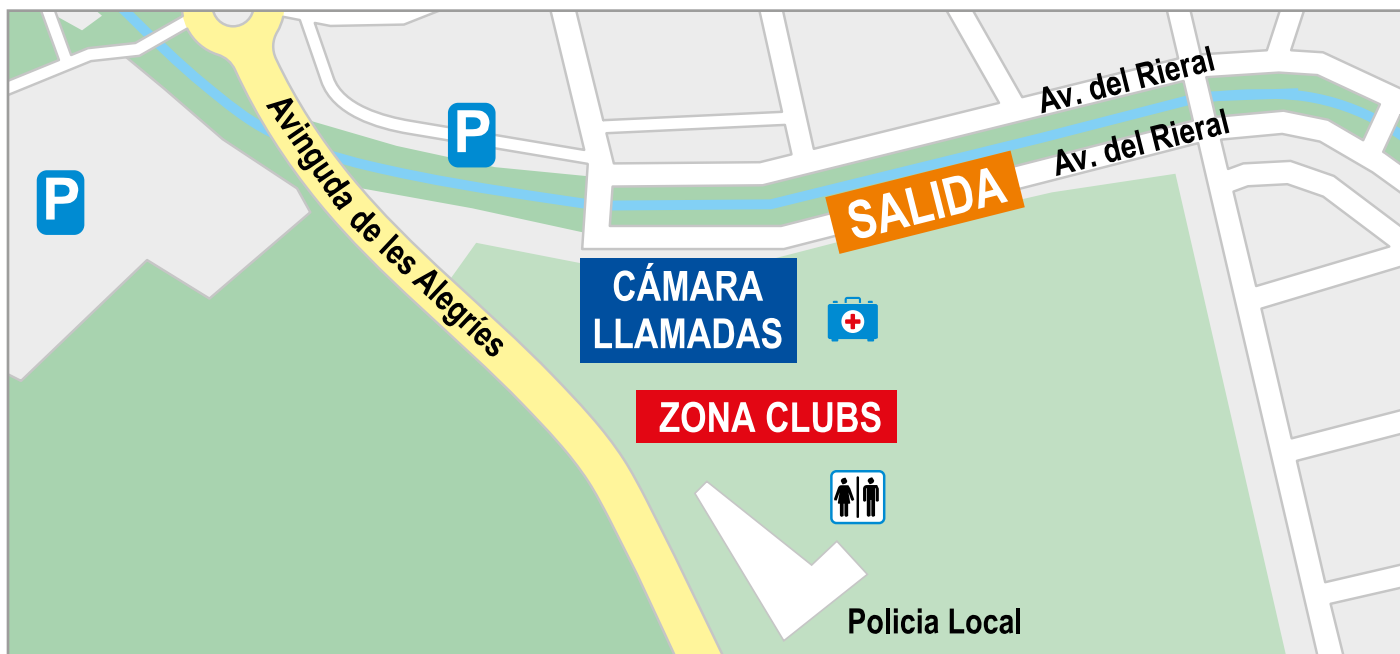 Av. del Rieral
P
Avinguda de les Alegríes
Av. del Rieral
P
SALIDA
CÁMARA
LLAMADAS
ZONA CLUBS
Policia Local